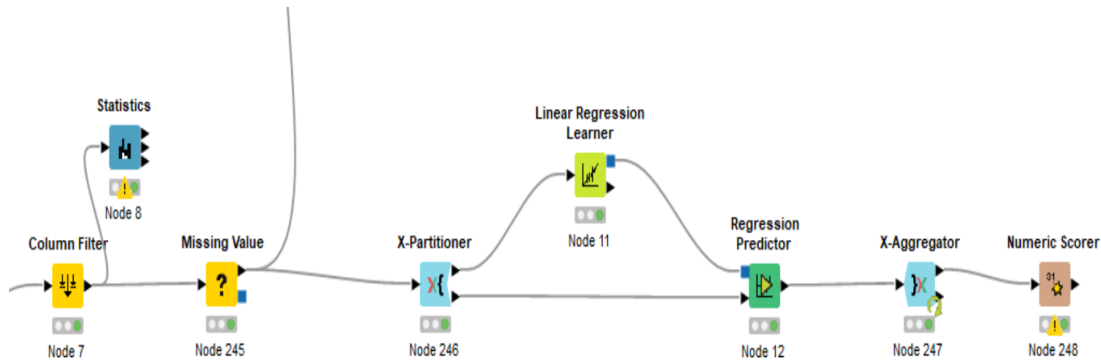 Statistics
Node 8
Column Filter
Node 7
Missing Value
?
Node 245
X-Partitioner
X{
Node 246
Linear Regression
Learner
Node 11
Regression
Predictor
Node 12
X-Aggregator
}X
Node 247
Numeric Scorer
31
Node 248